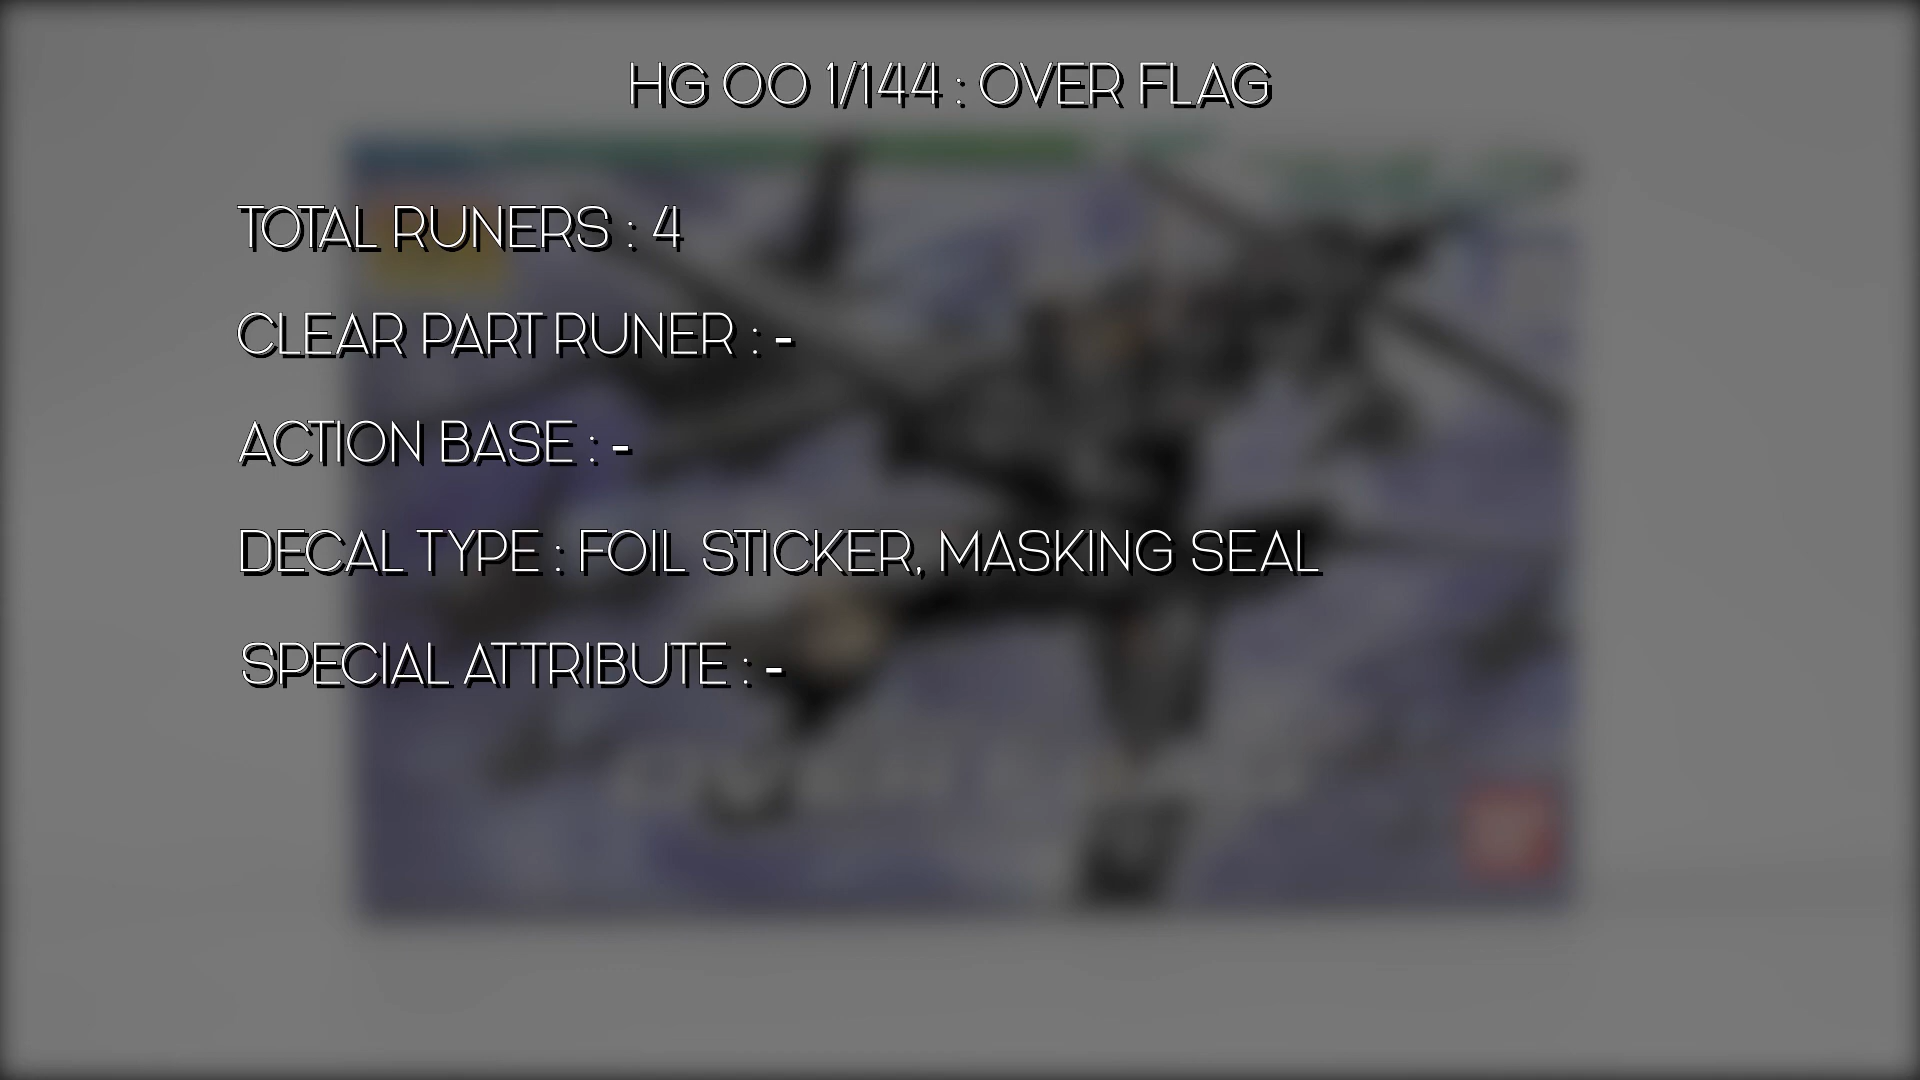 HG OO 1/144 : OVER FLAG
TOTAL RUNERS : 4
CLEAR PART RUNER : -
ACTION BASE : -
DECAL TYPE : FOIL STICKER, MASKING SEAL
SPECIAL ATTRIBUTE : -